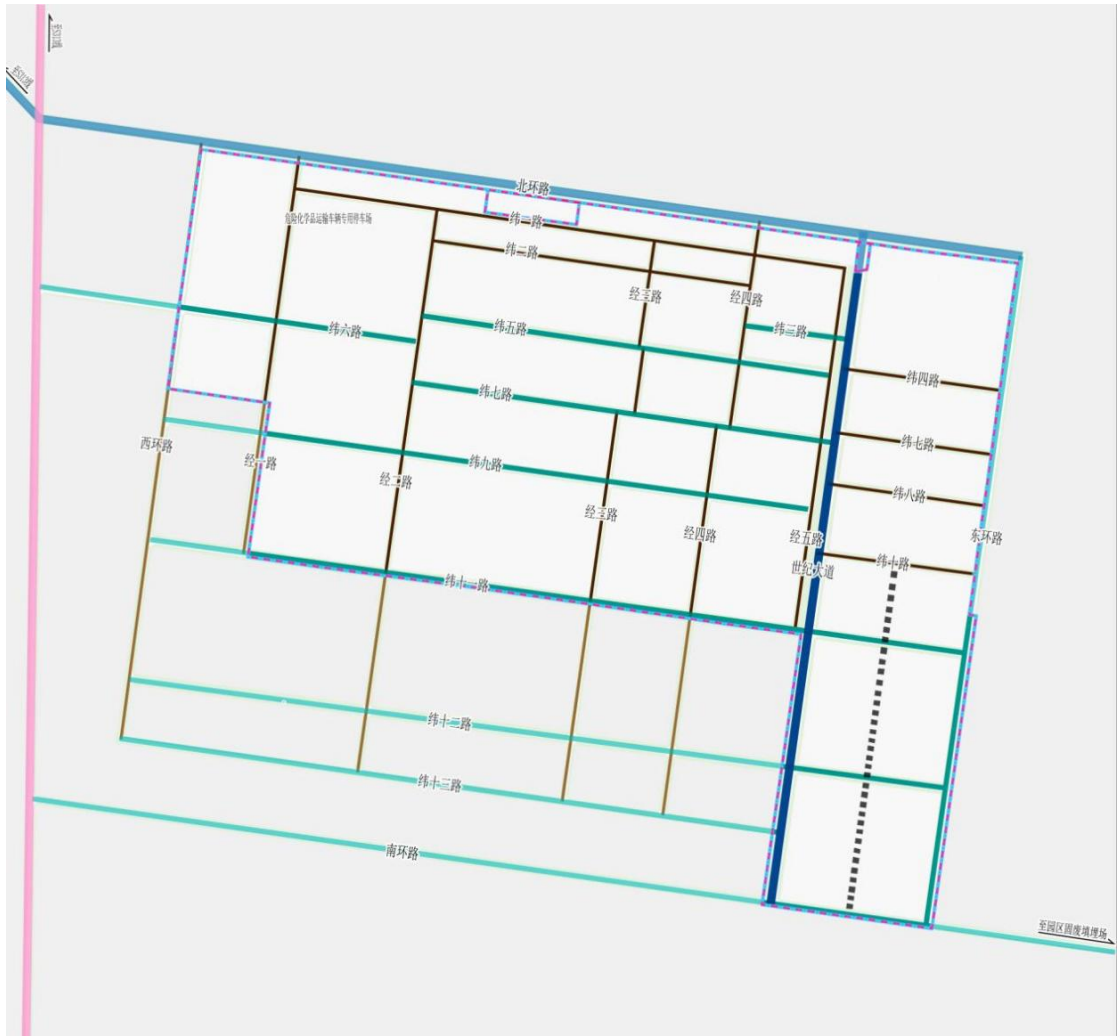 北环路
纬一路
危险化学品运输车辆专用停车场
纬二路
经三路
经四路
纬三路
纬六路
纬五路
纬四路
纬七路
纬七路
西环路
经一路
纬九路
经二路
纬八路
经三路
经四路
经五路
东环路
纬十路
世纪大道
纬十一路
纬十二路
纬十三路
南环路
至园区固废填埋场